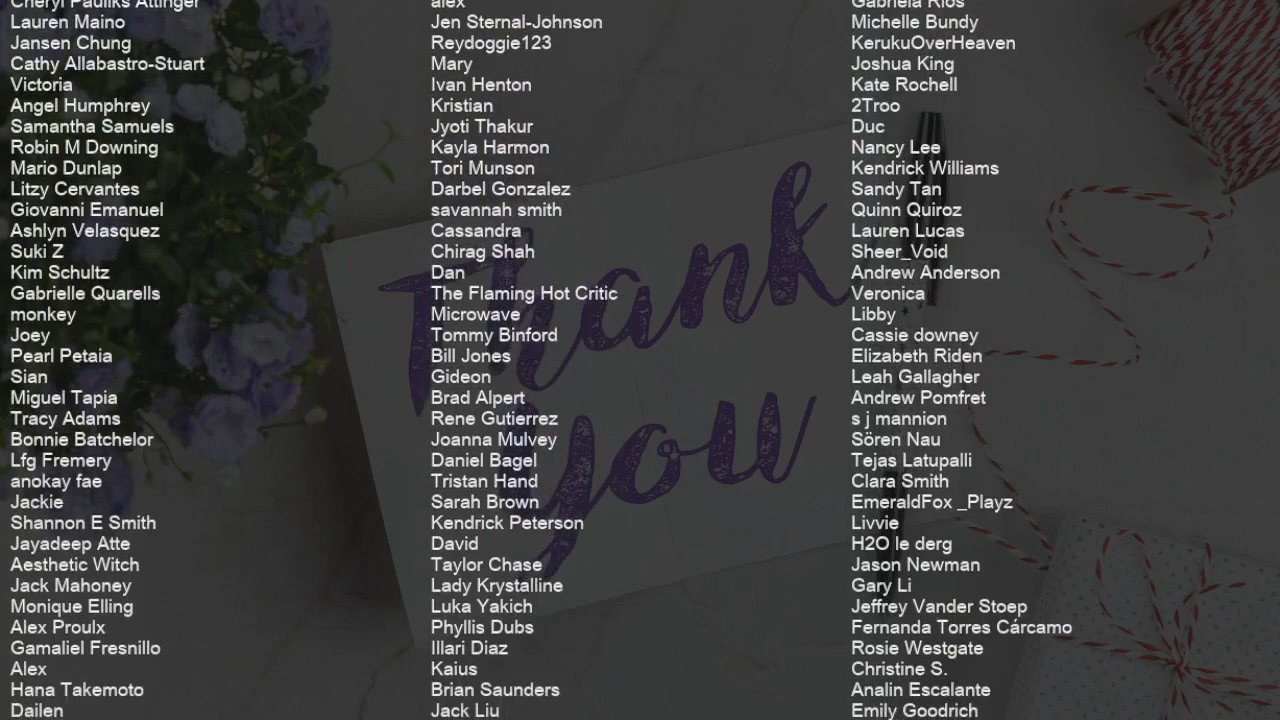 Cheryl Pauliks Attinger
Lauren Maino
Jansen Chung
Cathy Allabastro-Stuart
Victoria
Angel Humphrey
Samantha Samuels
Robin M Downing
Mario Dunlap
Litzy Cervantes
Giovanni Emanuel
Ashlyn Velasquez
Suki Z
Kim Schultz
Gabrielle Quarells
monkey
Joey
Pearl Petaia
Sian
Miguel Tapia
Tracy Adams
Bonnie Batchelor
Lfg Fremery
anokay fae
Jackie
Shannon E Smith
Jayadeep Atte
Aesthetic Witch
Jack Mahoney
Monique Elling
Alex Proulx
Gamaliel Fresnillo
Alex
Hana Takemoto
Dailen
alex
Jen Sternal-Johnson
Reydoggie123
Mary
Ivan Henton
Kristian
Jyoti Thakur
Kayla Harmon
Tori Munson
Darbel Gonzalez
savannah smith
Cassandra
Chirag Shah
Dan
The Flaming Hot Critic
Microwave
Tommy Binford
Bill Jones
Gideon
Brad Alpert
Rene Gutierrez
Joanna Mulvey
Daniel Bagel
Tristan Hand
Sarah Brown
Kendrick Peterson
David
Taylor Chase
Lady Krystalline
Luka Yakich
Phyllis Dubs
Illari Diaz
Kaius
Brian Saunders
Jack Liu
Gabriela Rios
Michelle Bundy
KerukuOverHeaven
Joshua King
Kate Rochell
2Troo
Duc
Nancy Lee
Kendrick Williams
Sandy Tan
Quinn Quiroz
Lauren Lucas
Sheer_Void
Andrew Anderson
Veronica
Libby
Cassie downey
Elizabeth Riden
Leah Gallagher
Andrew Pomfret
s j mannion
Sören Nau
Tejas Latupalli
Clara Smith
EmeraldFox _Playz
Livvie
H2O le derg
Jason Newman
Gary Li
Jeffrey Vander Stoep
Fernanda Torres Cárcamo
Rosie Westgate
Christine S.
Analin Escalante
Emily Goodrich
Thank
you